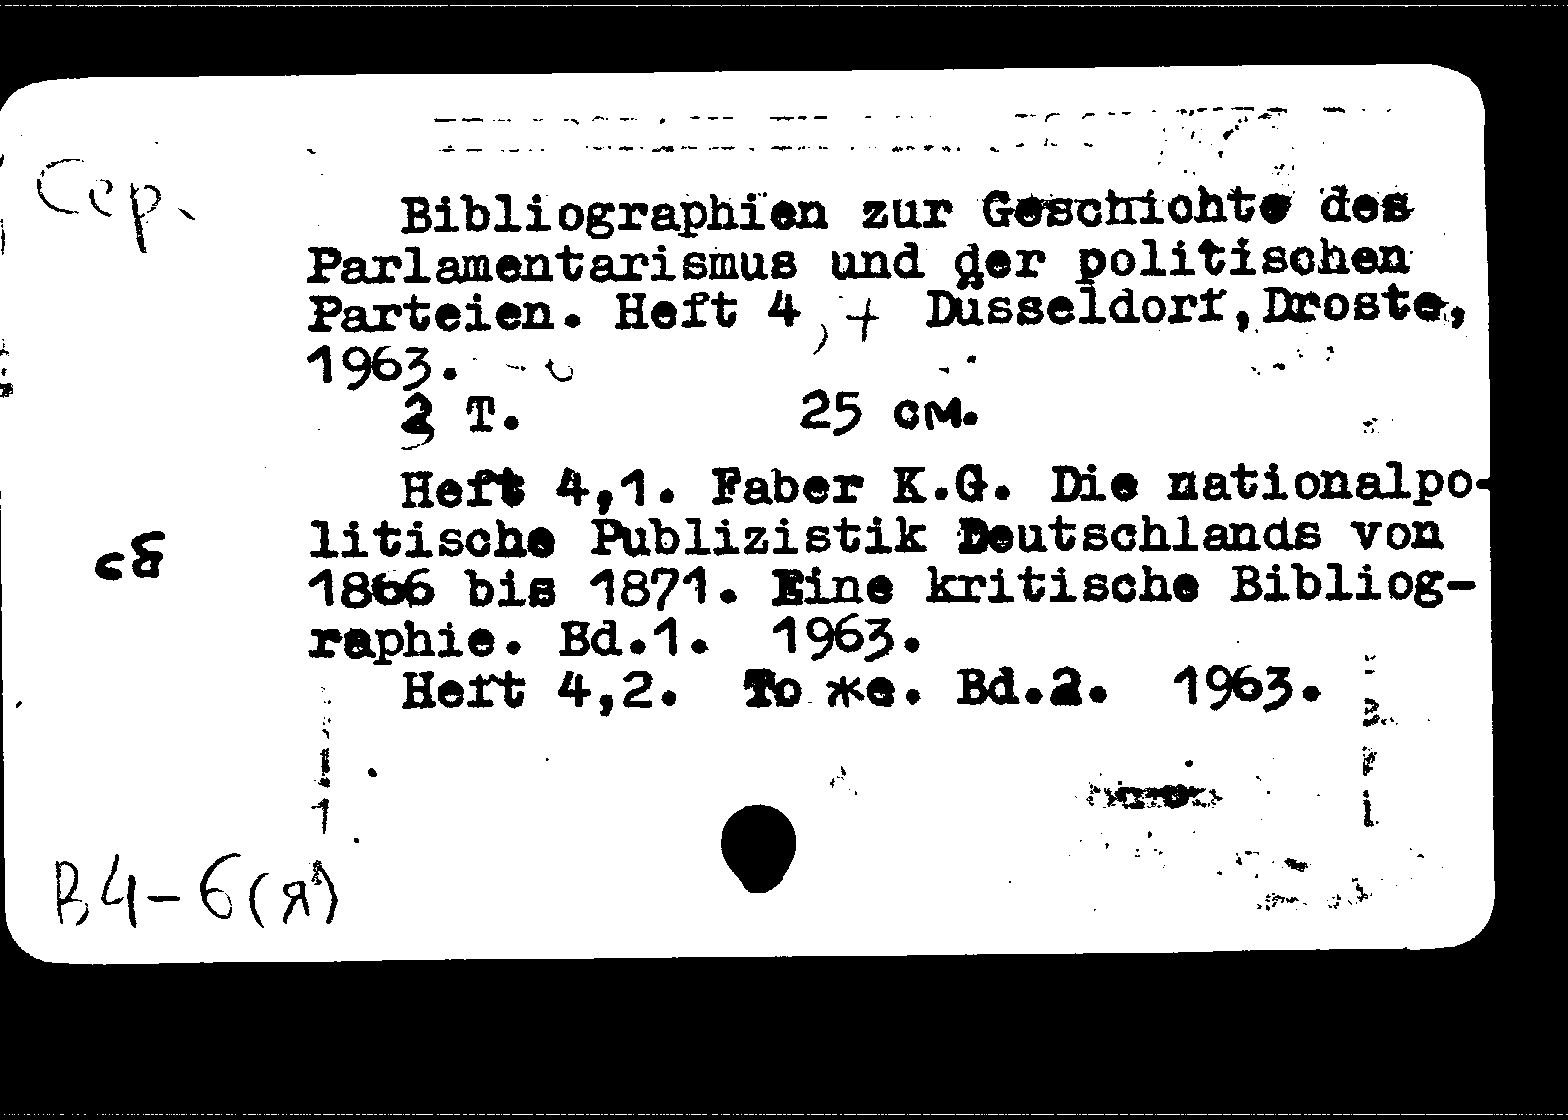 Сер.
Bibliographien zur Geschichte des
Parlamentarismus und der politischen
Parteien. Heft 4, + Düsseldorf, Droste,
1963.
2 T. 25 см.
Heft 4,1. Faber K.G. Die nationalpo-
litische Publizistik Deutschlands von
сб
1866 bis 1871. Eine kritische Bibliog-
raphie. Bd.1. 1963.
Heft 4,2. То же. Bd.2. 1963.
В4-6(я)